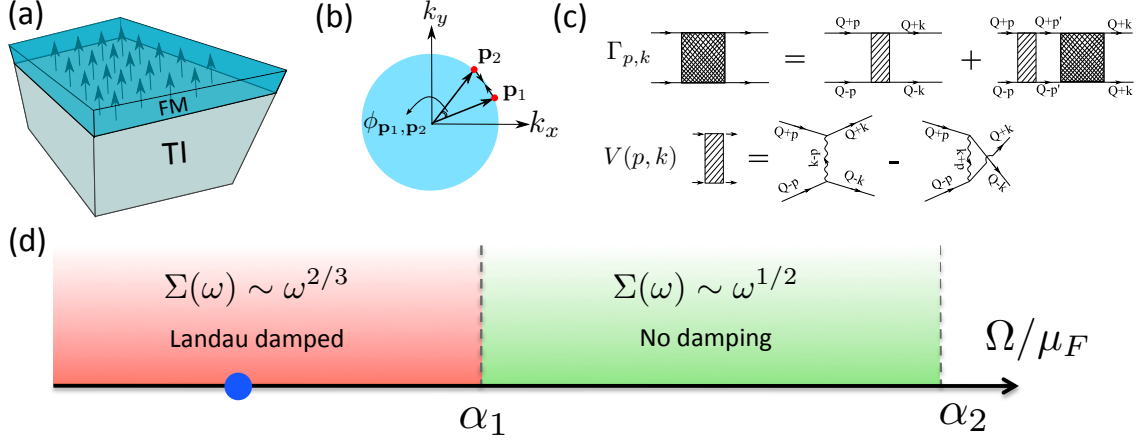 (a)
FM
TI
(b)
k_y
p_2
p_1
ϕ_{p_1,p_2}
k_x
(c)
Γ_{p,k} = +
Q+p Q+k Q+p Q+p' Q+k
Q-p Q-k Q-p Q-p' Q+k
V(p, k) = -
Q+p Q+k Q+p Q+k
k-p k+p
Q-p Q-k Q-p Q-k
(d)
Σ(ω) ∼ ω^{2/3} Σ(ω) ∼ ω^{1/2}
Landau damped No damping
Ω/μ_F
α_1 α_2